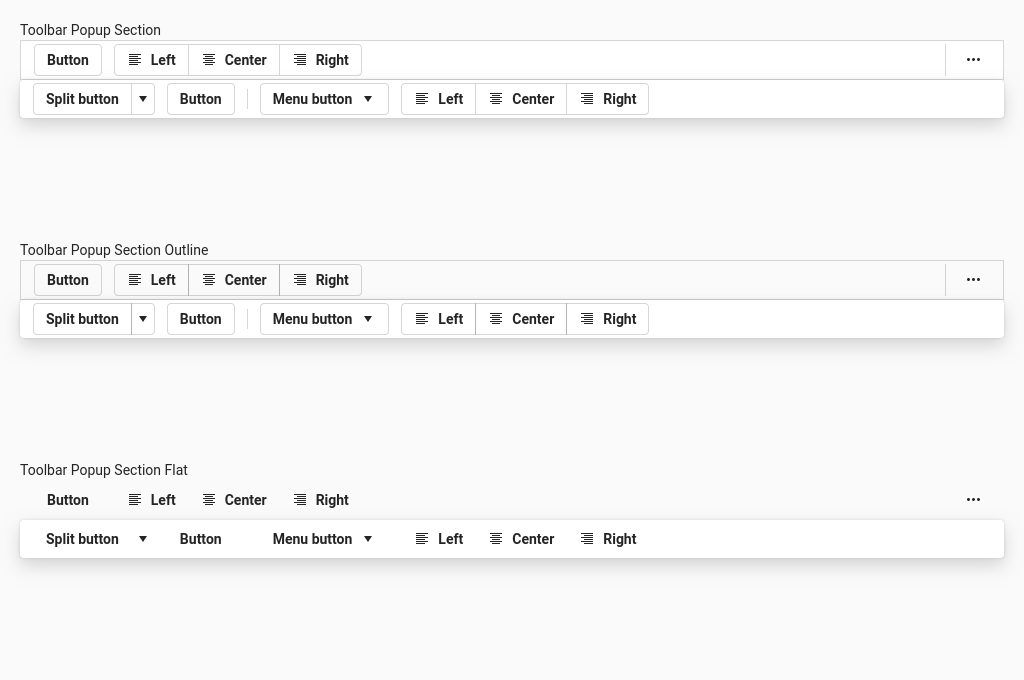 Toolbar Popup Section
Button Left Center Right
Split button Button Menu button Left Center Right
Toolbar Popup Section Outline
Button Left Center Right
Split button Button Menu button Left Center Right
Toolbar Popup Section Flat
Button Left Center Right
Split button Button Menu button Left Center Right